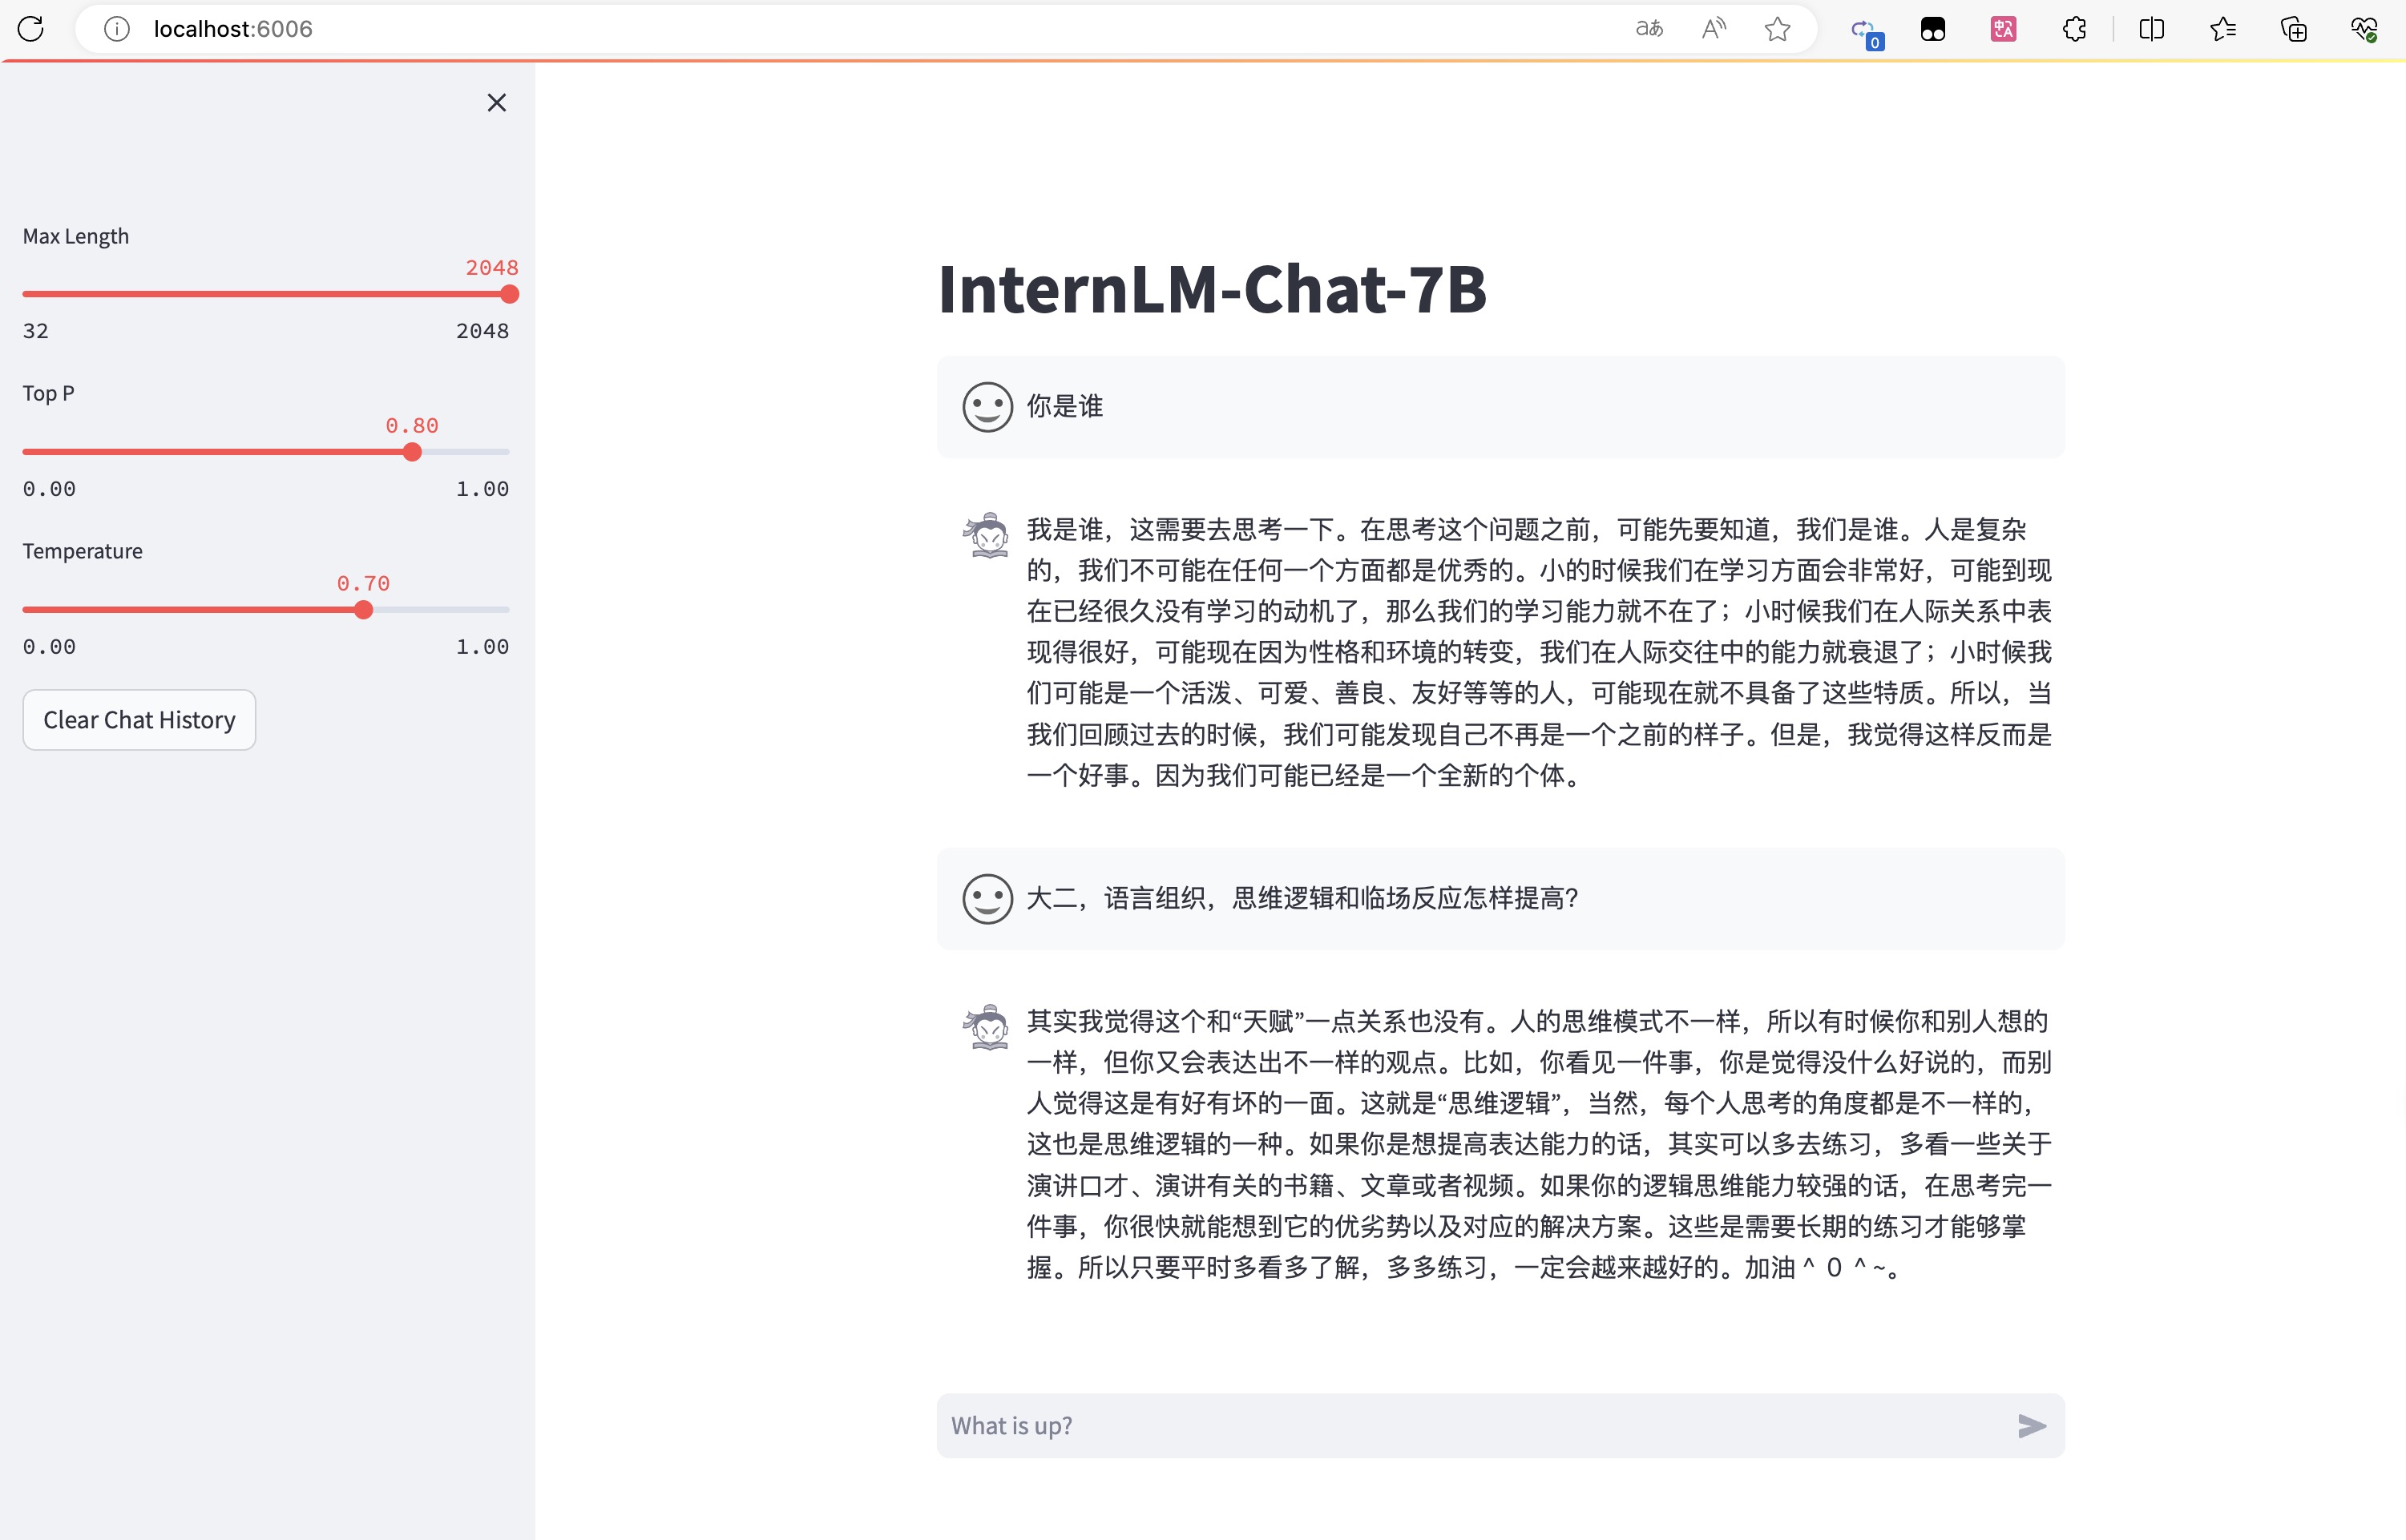 localhost:6006
aあ
A
0
中
A
Max Length
2048
32
2048
Top P
0.80
0.00
1.00
Temperature
0.70
0.00
1.00
Clear Chat History
InternLM-Chat-7B
你是谁
我是谁，这需要去思考一下。在思考这个问题之前，可能先要知道，我们是谁。人是复杂
的，我们不可能在任何一个方面都是优秀的。小的时候我们在学习方面会非常好，可能到现
在已经很久没有学习的动机了，那么我们的学习能力就不在了；小时候我们在人际关系中表
现得很好，可能现在因为性格和环境的转变，我们在人际交往中的能力就衰退了；小时候我
们可能是一个活泼、可爱、善良、友好等等的人，可能现在就不具备了这些特质。所以，当
我们回顾过去的时候，我们可能发现自己不再是一个之前的样子。但是，我觉得这样反而是
一个好事。因为我们可能已经是一个全新的个体。
大二，语言组织，思维逻辑和临场反应怎样提高?
其实我觉得这个和“天赋”一点关系也没有。人的思维模式不一样，所以有时候你和别人想的
一样，但你又会表达出不一样的观点。比如，你看见一件事，你是觉得没什么好说的，而别
人觉得这是有好有坏的一面。这就是“思维逻辑”，当然，每个人思考的角度都是不一样的，
这也是思维逻辑的一种。如果你是想提高表达能力的话，其实可以多去练习，多看一些关于
演讲口才、演讲有关的书籍、文章或者视频。如果你的逻辑思维能力较强的话，在思考完一
件事，你很快就能想到它的优劣势以及对应的解决方案。这些是需要长期的练习才能够掌
握。所以只要平时多看多了解，多多练习，一定会越来越好的。加油＾０＾~。
What is up?